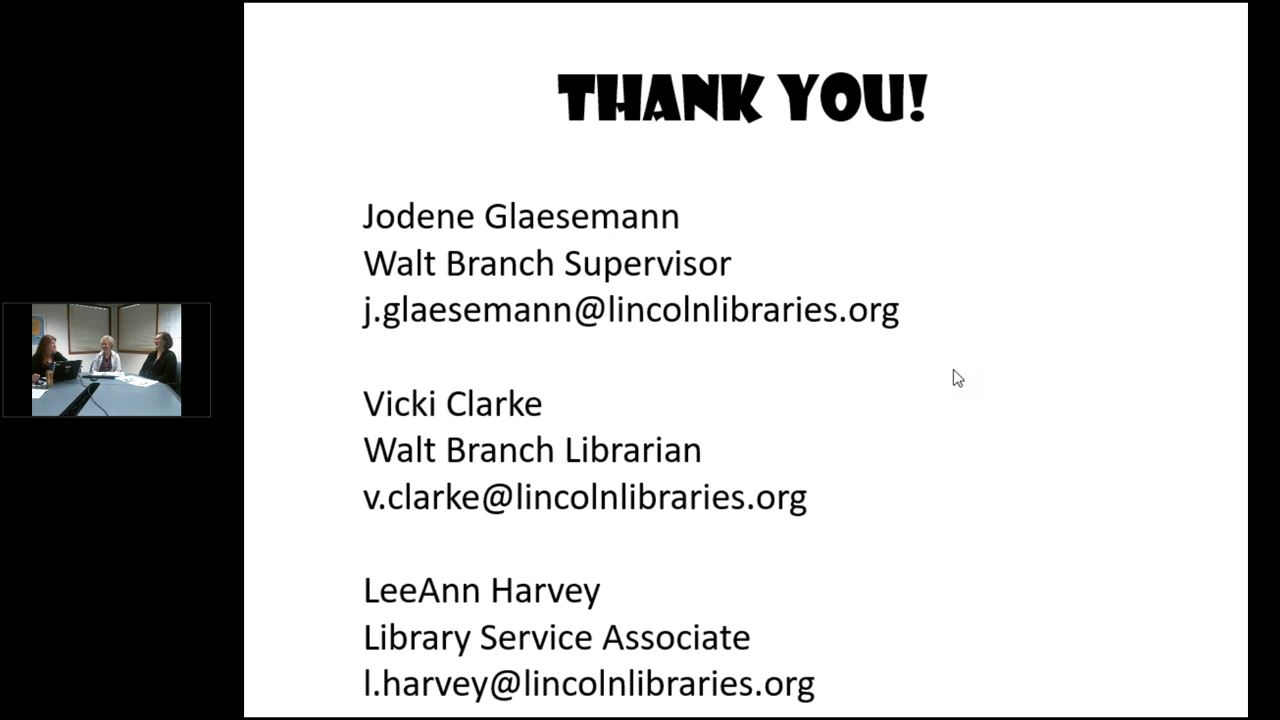 THANK YOU!
Jodene Glaesemann
Walt Branch Supervisor
j.glaesemann@lincolnlibraries.org
Vicki Clarke
Walt Branch Librarian
v.clarke@lincolnlibraries.org
LeeAnn Harvey
Library Service Associate
l.harvey@lincolnlibraries.org